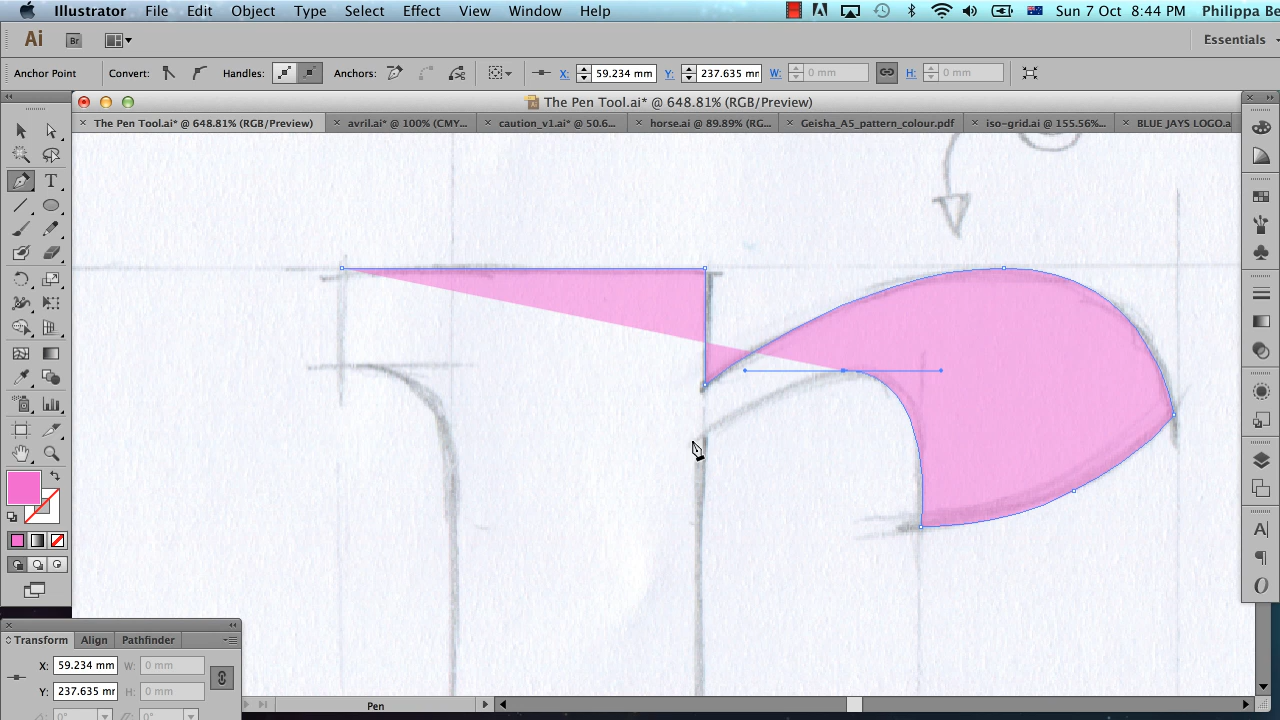 Illustrator File Edit Object Type Select Effect View Window Help Sun 7 Oct 8:44 PM Philippa Be
Ai Br Essentials
Anchor Point Convert: Handles: Anchors: X: 59.234 mm Y: 237.635 mm W: 0 mm H: 0 mm
The Pen Tool.ai* @ 648.81% (RGB/Preview)
× The Pen Tool.ai* @ 648.81% (RGB/Preview) × avril.ai* @ 100% (CMY... × caution_v1.ai* @ 50.6... × horse.ai @ 89.89% (RG... × Geisha_A5_pattern_colour.pdf × iso-grid.ai @ 155.56%... × BLUE JAYS LOGO.a
Transform Align Pathfinder
X: 59.234 mm W: 0 mm
Y: 237.635 mr H: 0 mm
0° 0°
Pen